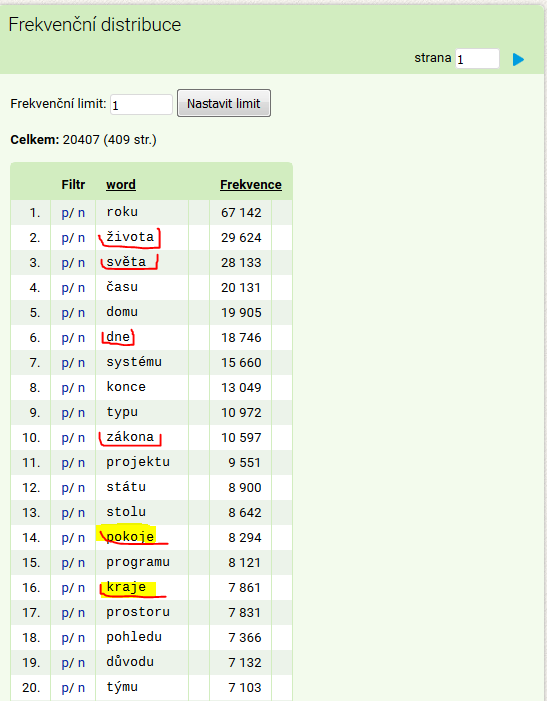 Frekvenční distribuce
strana 1
Frekvenční limit: 1 Nastavit limit
Celkem: 20407 (409 str.)
Filtr word Frekvence
1. p/ n roku 67 142
2. p/ n života 29 624
3. p/ n světa 28 133
4. p/ n času 20 131
5. p/ n domu 19 905
6. p/ n dne 18 746
7. p/ n systému 15 660
8. p/ n konce 13 049
9. p/ n typu 10 972
10. p/ n zákona 10 597
11. p/ n projektu 9 551
12. p/ n státu 8 900
13. p/ n stolu 8 642
14. p/ n pokoje 8 294
15. p/ n programu 8 121
16. p/ n kraje 7 861
17. p/ n prostoru 7 831
18. p/ n pohledu 7 366
19. p/ n důvodu 7 132
20. p/ n týmu 7 103